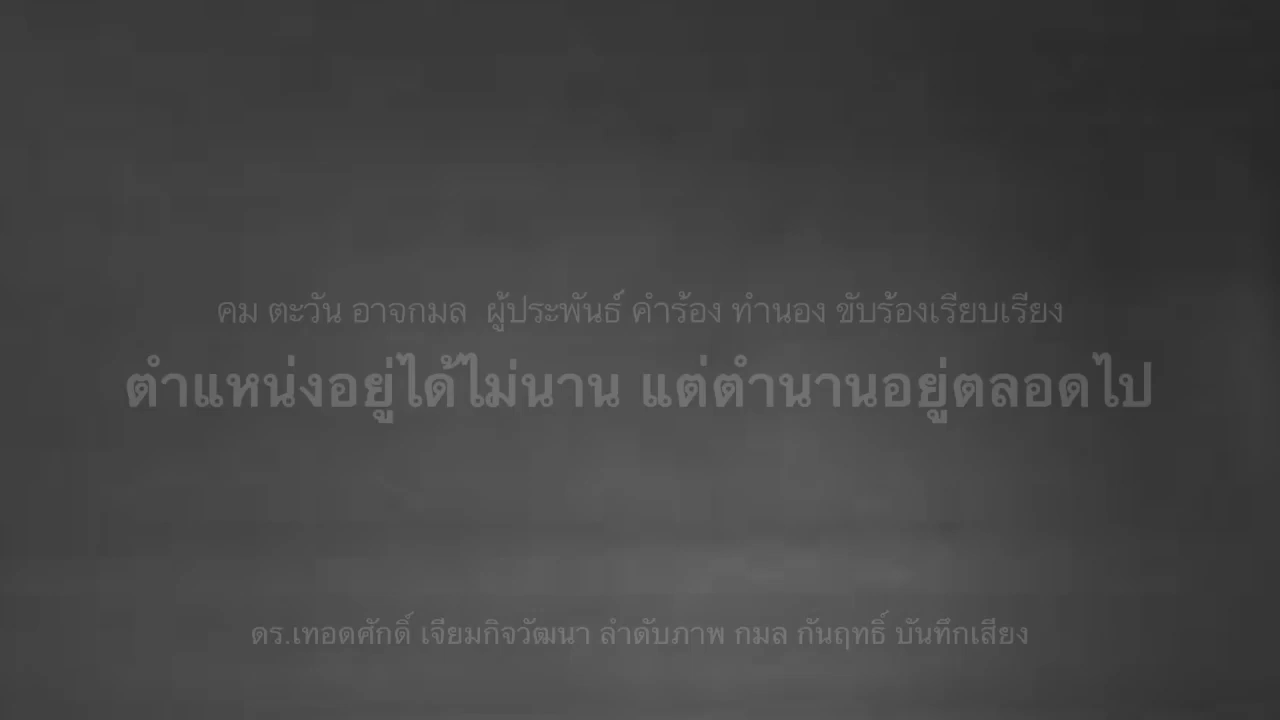 คม ตะวัน อาจกมล  ผู้ประพันธ์ คำร้อง ทำนอง ขับร้องเรียบเรียง
ตำแหน่งอยู่ได้ไม่นาน แต่ตำนานอยู่ตลอดไป
ดร.เทอดศักดิ์ เจียมกิจวัฒนา ลำดับภาพ กมล กันฤทธิ์ บันทึกเสียง